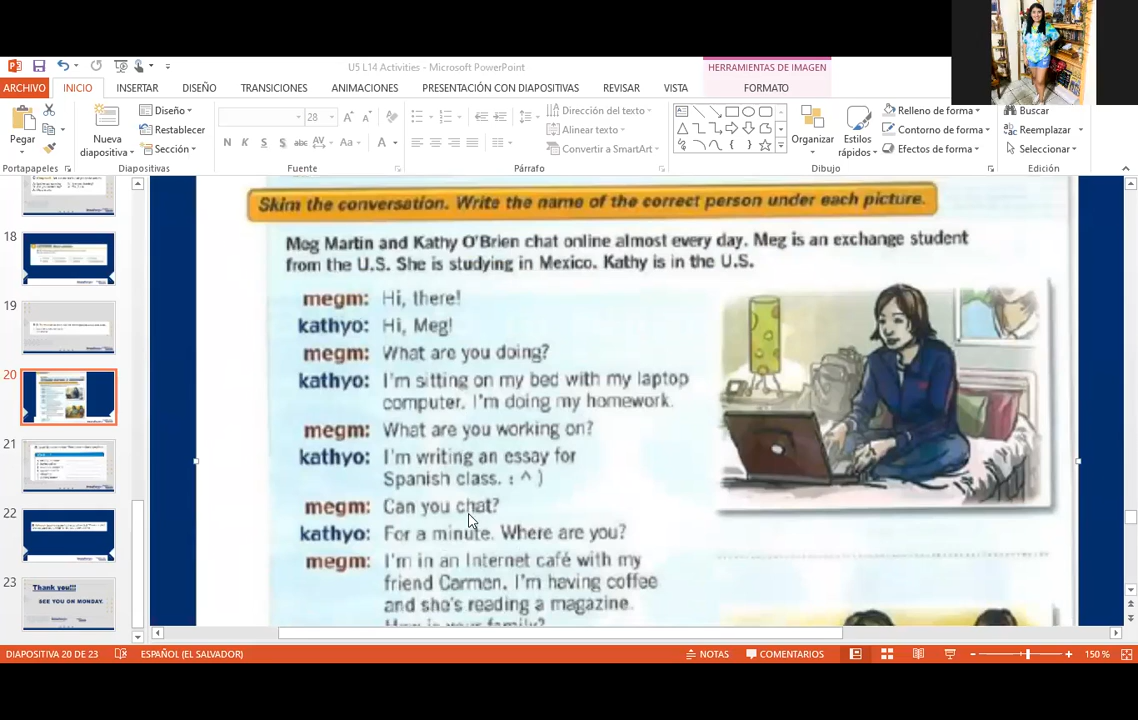 U5 L14 Activities - Microsoft PowerPoint
HERRAMIENTAS DE IMAGEN
ARCHIVO
INICIO
INSERTAR
DISEÑO
TRANSICIONES
ANIMACIONES
PRESENTACIÓN CON DIAPOSITIVAS
REVISAR
VISTA
FORMATO
Pegar
Nueva
diapositiva
Diseño
Restablecer
Sección
28
N K S S abc AV Aa A
Dirección del texto
Alinear texto
Convertir a SmartArt
Organizar
Estilos
rápidos
Relleno de forma
Contorno de forma
Efectos de forma
Buscar
Reemplazar
Seleccionar
Portapapeles
Diapositivas
Fuente
Párrafo
Dibujo
Edición
18
19
20
21
22
23
Thank you!!!
SEE YOU ON MONDAY.
Skim the conversation. Write the name of the correct person under each picture.
Meg Martin and Kathy O'Brien chat online almost every day. Meg is an exchange student
from the U.S. She is studying in Mexico. Kathy is in the U.S.
megm: Hi, there!
kathyo: Hi, Meg!
megm: What are you doing?
kathyo: I'm sitting on my bed with my laptop
computer. I'm doing my homework.
megm: What are you working on?
kathyo: I'm writing an essay for
Spanish class. : ^ )
megm: Can you chat?
kathyo: For a minute. Where are you?
megm: I'm in an Internet café with my
friend Carmen. I'm having coffee
and she's reading a magazine.
How is your family?
DIAPOSITIVA 20 DE 23
ESPAÑOL (EL SALVADOR)
NOTAS
COMENTARIOS
150 %